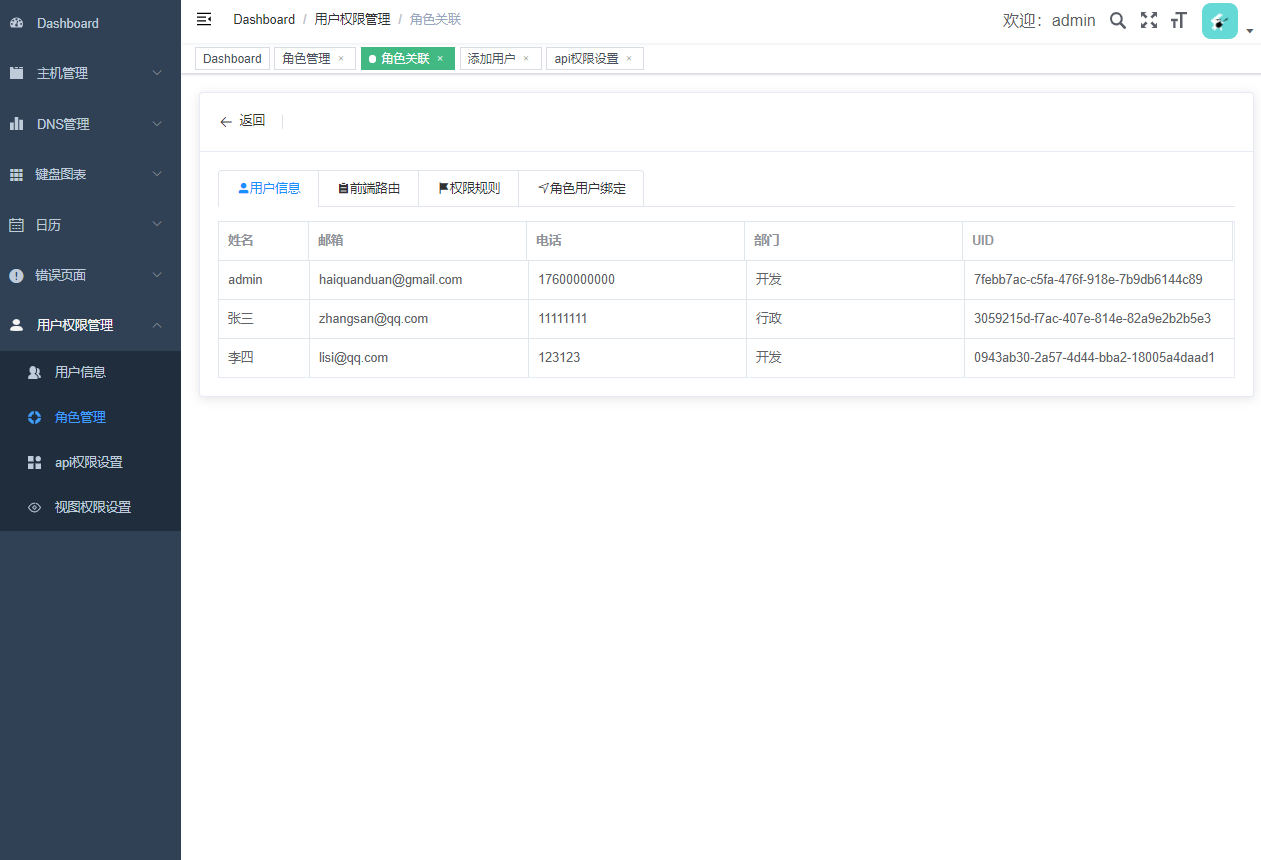 Dashboard
主机管理
DNS管理
键盘图表
日历
错误页面
用户权限管理
用户信息
角色管理
api权限设置
视图权限设置
Dashboard / 用户权限管理 / 角色关联
欢迎：admin
Dashboard 角色管理 × 角色关联 × 添加用户 × api权限设置 ×
返回
用户信息 前端路由 权限规则 角色用户绑定
姓名 邮箱 电话 部门 UID
admin haiquanduan@gmail.com 17600000000 开发 7febb7ac-c5fa-476f-918e-7b9db6144c89
张三 zhangsan@qq.com 11111111 行政 3059215d-f7ac-407e-814e-82a9e2b2b5e3
李四 lisi@qq.com 123123 开发 0943ab30-2a57-4d44-bba2-18005a4daad1